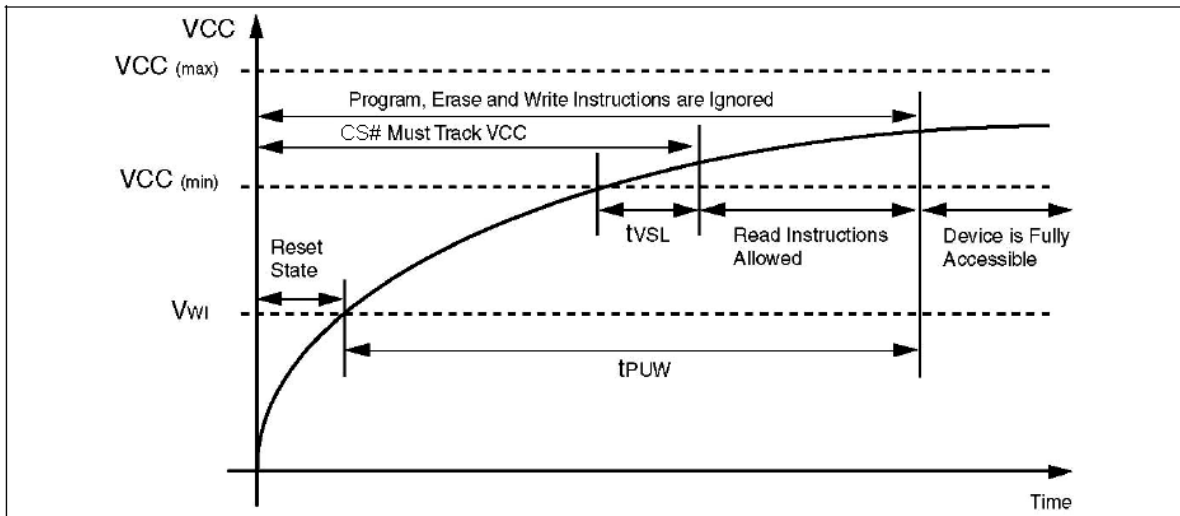 VCC
VCC (max)
Program, Erase and Write Instructions are Ignored
CS# Must Track VCC
VCC (min)
tVSL
Read Instructions
Allowed
Device is Fully
Accessible
Reset
State
VWI
tPUW
Time